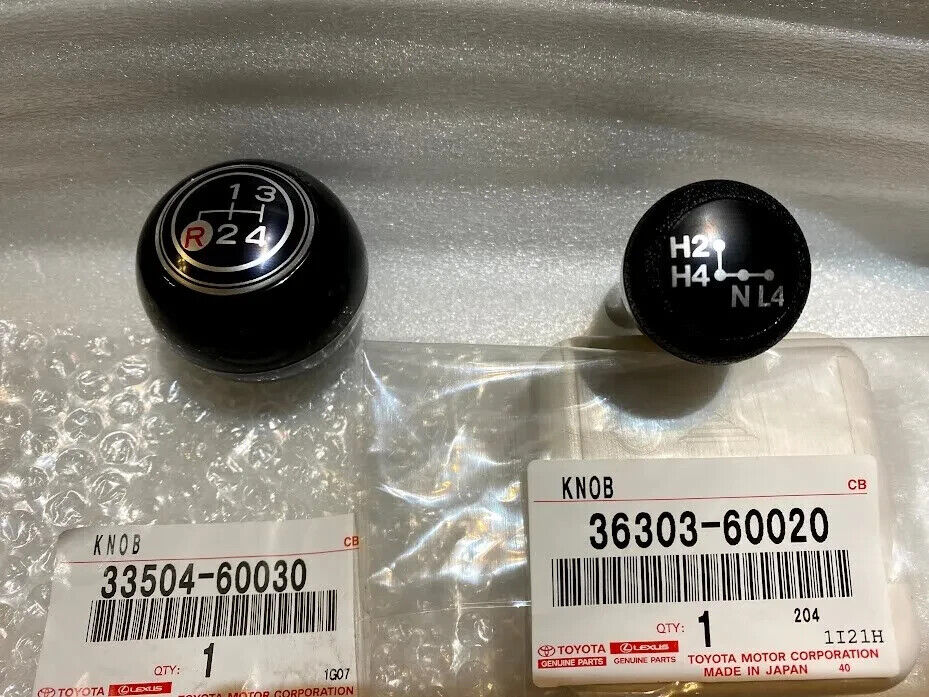 1 3
R 2 4
H2
H4
N L4
KNOB
CB
33504-60030
QTY: 1
1G07
TOYOTA LEXUS
TOYOTA MOTOR CORPORATION
KNOB
CB
36303-60020
QTY: 1
204
1I21H
TOYOTA LEXUS
GENUINE PARTS GENUINE PARTS
TOYOTA MOTOR CORPORATION
MADE IN JAPAN 40